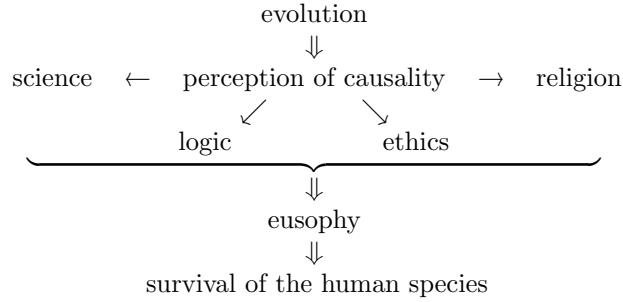 evolution
⇓
science ← perception of causality → religion
↙ ↘
logic ethics
⇓
eusophy
⇓
survival of the human species